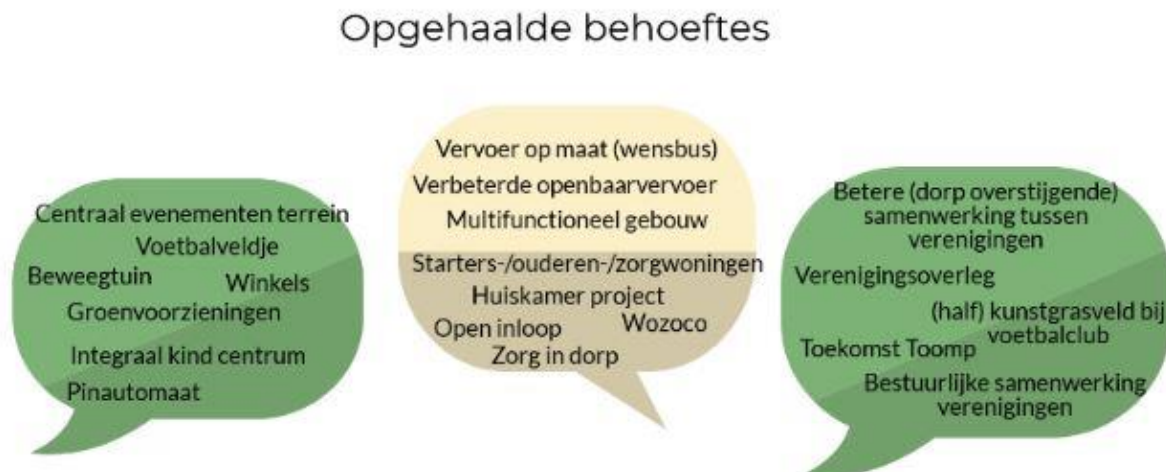 Opgehaalde behoeftes
Centraal evenementen terrein
Voetbalveldje
Beweegtuin
Winkels
Groenvoorzieningen
Integraal kind centrum
Pinautomaat
Vervoer op maat (wensbus)
Verbeterde openbaarvervoer
Multifunctioneel gebouw
Starters-/ouderen-/zorgwoningen
Huiskamer project
Open inloop
Wozoco
Zorg in dorp
Betere (dorp overstijgende)
samenwerking tussen
verenigingen
Verenigingsoverleg
(half) kunstgrasveld bij
voetbalclub
Toekomst Toomp
Bestuurlijke samenwerking
verenigingen